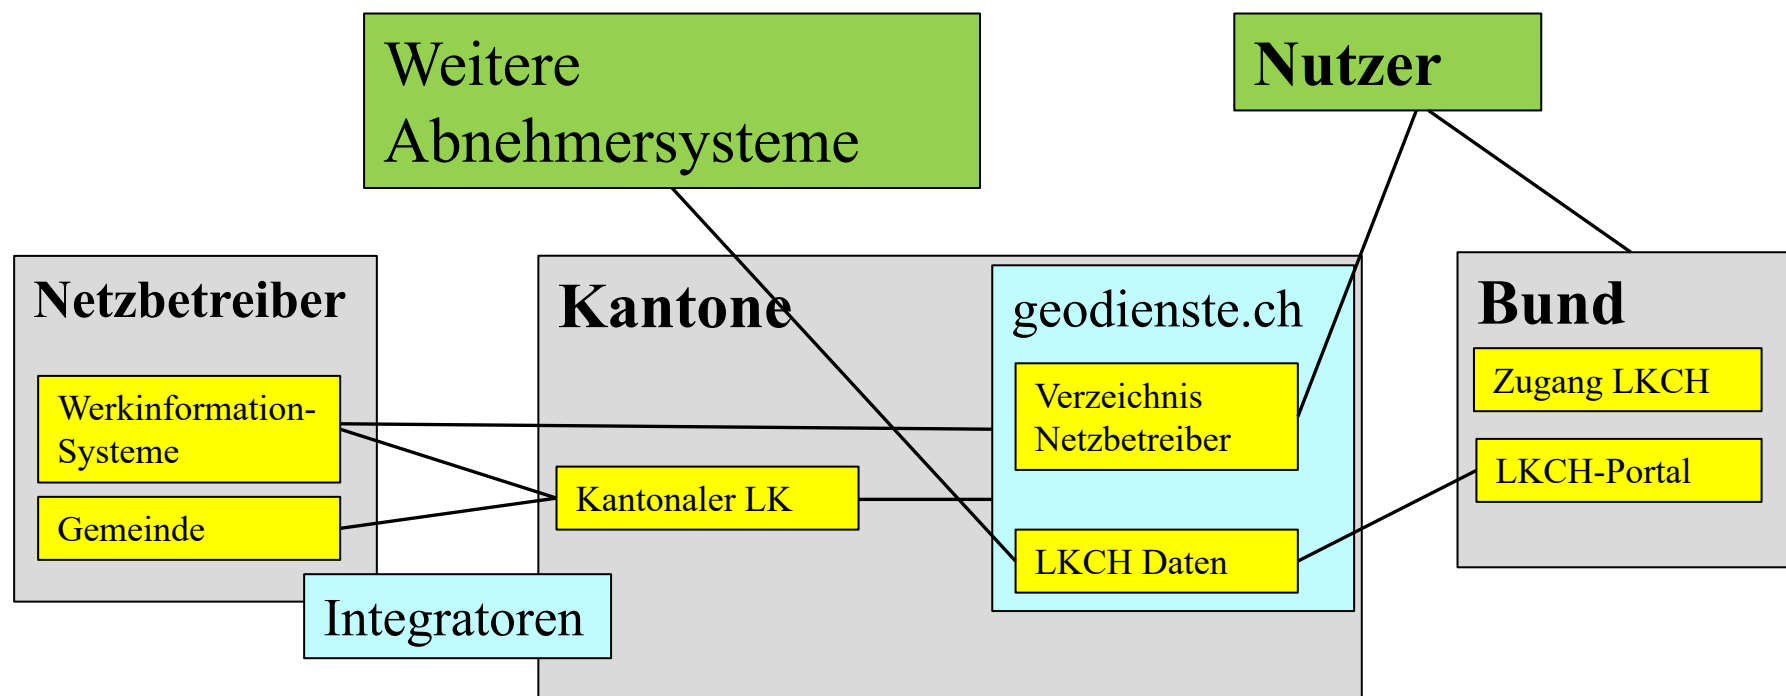 Weitere
Abnehmersysteme
Nutzer
Netzbetreiber
Werkinformation-
Systeme
Gemeinde
Integratoren
Kantone
Kantonaler LK
geodienste.ch
Verzeichnis
Netzbetreiber
LKCH Daten
Bund
Zugang LKCH
LKCH-Portal